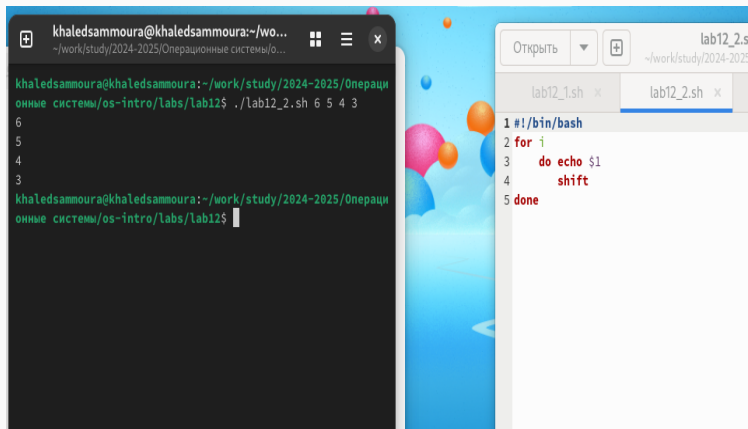 khaledsammoura@khaledsammoura:~/wo...
~/work/study/2024-2025/Операционные системы/o...
khaledsammoura@khaledsammoura:~/work/study/2024-2025/Операци
онные системы/os-intro/labs/lab12$ ./lab12_2.sh 6 5 4 3
6
5
4
3
khaledsammoura@khaledsammoura:~/work/study/2024-2025/Операци
онные системы/os-intro/labs/lab12$
lab12_2.s
Открыть
~/work/study/2024-2025
lab12_1.sh × lab12_2.sh ×
1 #!/bin/bash
2 for i
3 do echo $1
4 shift
5 done